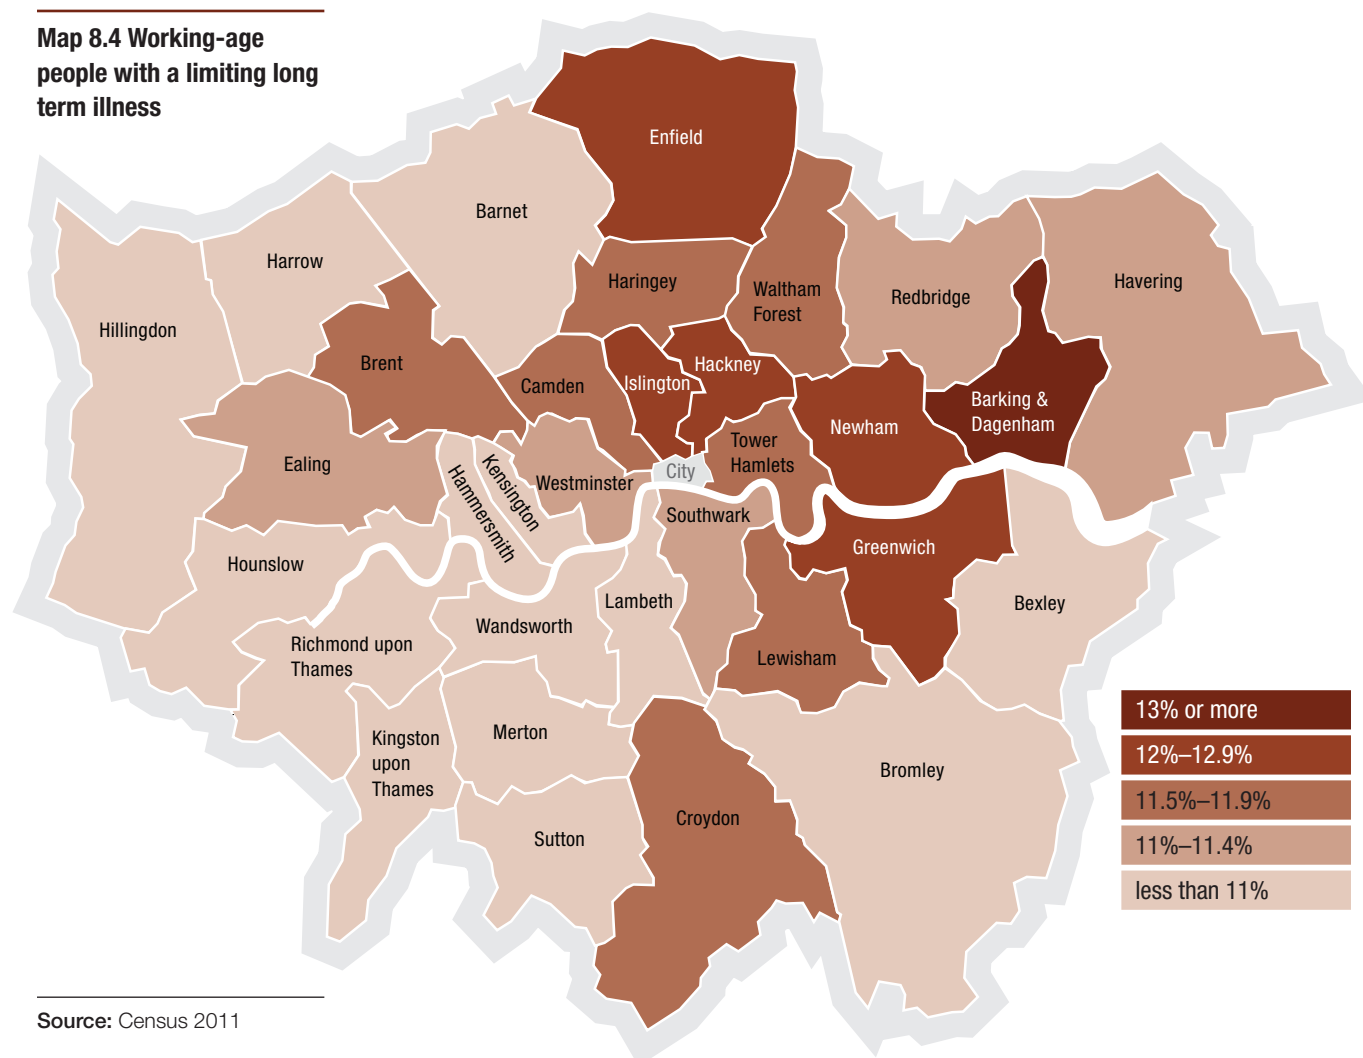 Map 8.4 Working-age
people with a limiting long
term illness
Enfield
Barnet
Harrow
Haringey
Waltham
Forest
Redbridge
Havering
Hillingdon
Brent
Camden
Islington
Hackney
Newham
Barking &
Dagenham
Ealing
Hammersmith
Kensington
Westminster
City
Tower
Hamlets
Southwark
Greenwich
Hounslow
Lambeth
Bexley
Richmond upon
Thames
Wandsworth
Lewisham
Kingston
upon
Thames
Merton
Bromley
Sutton
Croydon
13% or more
12%–12.9%
11.5%–11.9%
11%–11.4%
less than 11%
Source: Census 2011